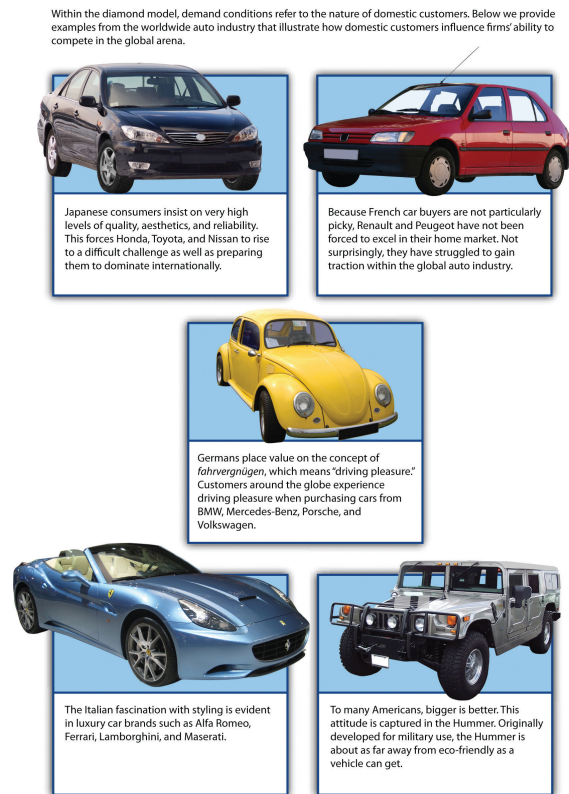 Within the diamond model, demand conditions refer to the nature of domestic customers. Below we provide
examples from the worldwide auto industry that illustrate how domestic customers influence firms' ability to
compete in the global arena.
Japanese consumers insist on very high
levels of quality, aesthetics, and reliability.
This forces Honda, Toyota, and Nissan to rise
to a difficult challenge as well as preparing
them to dominate internationally.
Because French car buyers are not particularly
picky, Renault and Peugeot have not been
forced to excel in their home market. Not
surprisingly, they have struggled to gain
traction within the global auto industry.
Germans place value on the concept of
fahrvergnügen, which means “driving pleasure.”
Customers around the globe experience
driving pleasure when purchasing cars from
BMW, Mercedes-Benz, Porsche, and
Volkswagen.
The Italian fascination with styling is evident
in luxury car brands such as Alfa Romeo,
Ferrari, Lamborghini, and Maserati.
To many Americans, bigger is better. This
attitude is captured in the Hummer. Originally
developed for military use, the Hummer is
about as far away from eco-friendly as a
vehicle can get.